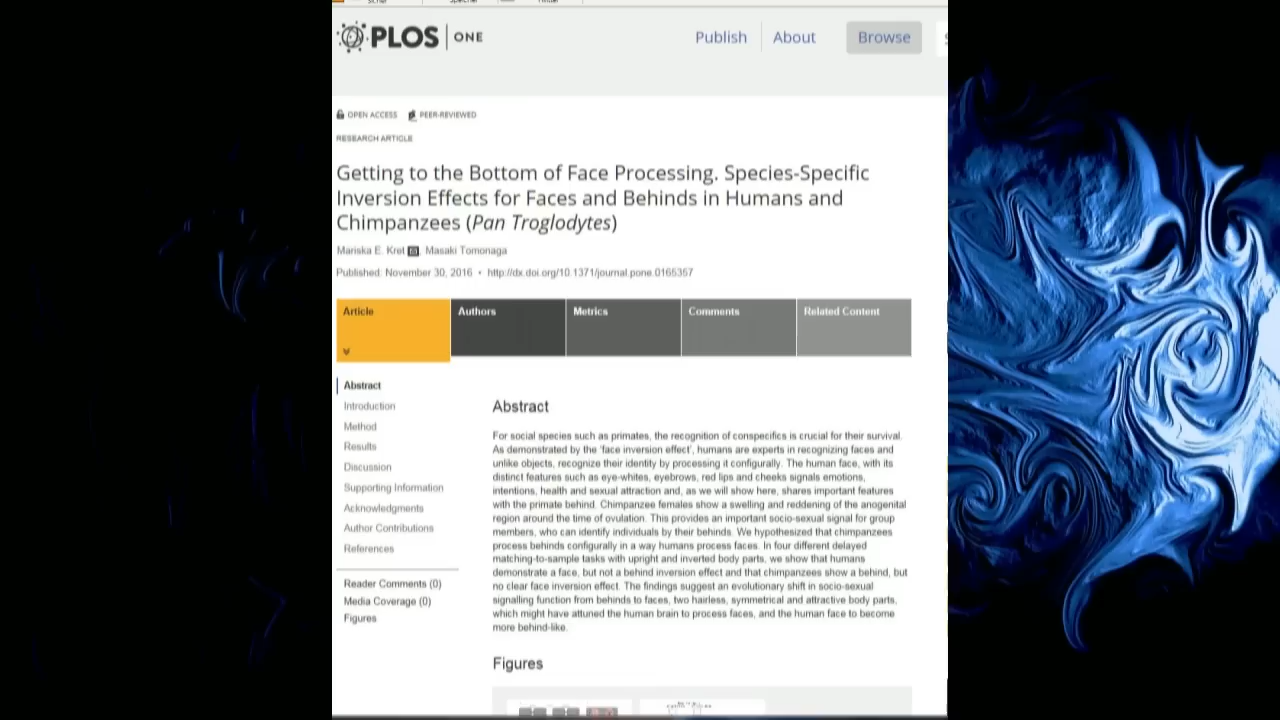 PLOS ONE
Publish About Browse
OPEN ACCESS PEER-REVIEWED
RESEARCH ARTICLE
Getting to the Bottom of Face Processing. Species-Specific
Inversion Effects for Faces and Behinds in Humans and
Chimpanzees (Pan Troglodytes)
Mariska E. Kret, Masaki Tomonaga
Published: November 30, 2016 • http://dx.doi.org/10.1371/journal.pone.0165357
Article Authors Metrics Comments Related Content
Abstract
Introduction
Method
Results
Discussion
Supporting Information
Acknowledgments
Author Contributions
References
Reader Comments (0)
Media Coverage (0)
Figures
Abstract
For social species such as primates, the recognition of conspecifics is crucial for their survival.
As demonstrated by the 'face inversion effect', humans are experts in recognizing faces and
unlike objects, recognize their identity by processing it configurally. The human face, with its
distinct features such as eye-whites, eyebrows, red lips and cheeks signals emotions,
intentions, health and sexual attraction and, as we will show here, shares important features
with the primate behind. Chimpanzee females show a swelling and reddening of the anogenital
region around the time of ovulation. This provides an important socio-sexual signal for group
members, who can identify individuals by their behinds. We hypothesized that chimpanzees
process behinds configurally in a way humans process faces. In four different delayed
matching-to-sample tasks with upright and inverted body parts, we show that humans
demonstrate a face, but not a behind inversion effect and that chimpanzees show a behind, but
no clear face inversion effect. The findings suggest an evolutionary shift in socio-sexual
signalling function from behinds to faces, two hairless, symmetrical and attractive body parts,
which might have attuned the human brain to process faces, and the human face to become
more behind-like.
Figures